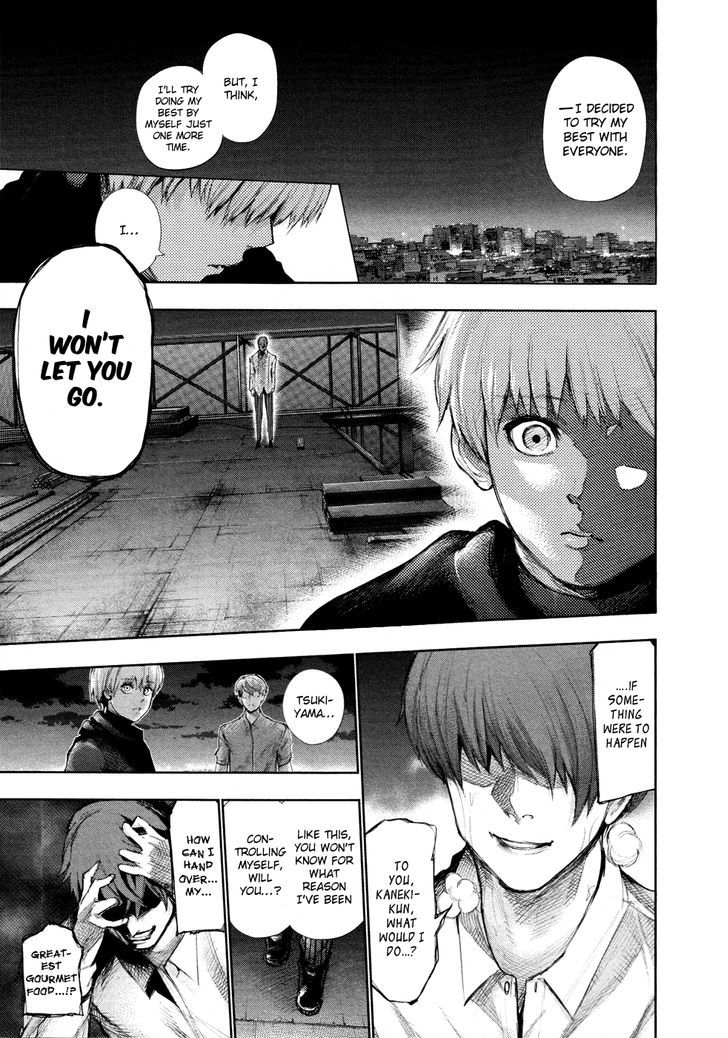 — I DECIDED
TO TRY MY
BEST WITH
EVERYONE.
BUT, I
THINK,
I'LL TRY
DOING MY
BEST BY
MYSELF JUST
ONE MORE
TIME.
I...
I
WON'T
LET YOU
GO.
TSUKI-
YAMA...
....IF
SOME-
THING
WERE TO
HAPPEN
TO
YOU,
KANEKI-
KUN,
WHAT
WOULD I
DO...?
LIKE THIS,
YOU WON'T
KNOW FOR
WHAT
REASON
I'VE BEEN
CON-
TROLLING
MYSELF,
WILL
YOU...?
HOW
CAN I
HAND
OVER...
MY...
GREAT-
EST
GOURMET
FOOD...!?